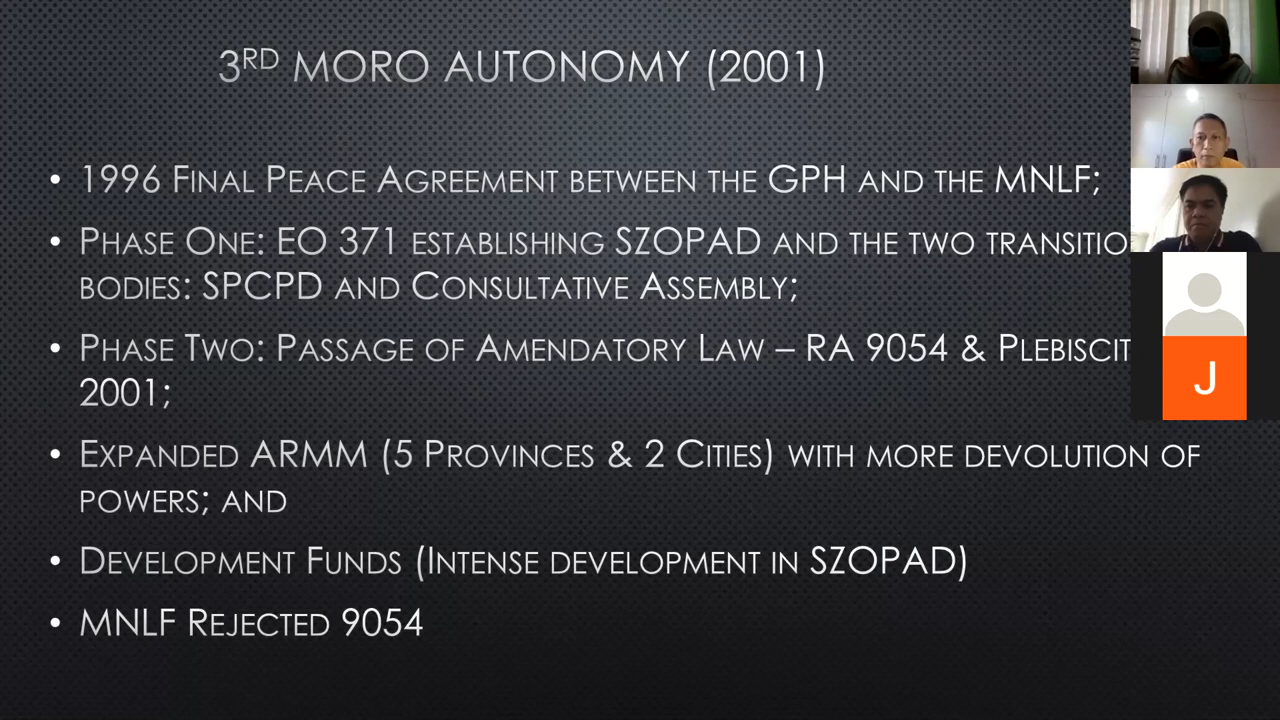 3RD MORO AUTONOMY (2001)
• 1996 FINAL PEACE AGREEMENT BETWEEN THE GPH AND THE MNLF;
• PHASE ONE: EO 371 ESTABLISHING SZOPAD AND THE TWO TRANSITIO
BODIES: SPCPD AND CONSULTATIVE ASSEMBLY;
• PHASE TWO: PASSAGE OF AMENDATORY LAW – RA 9054 & PLEBISCIT
2001;
• EXPANDED ARMM (5 PROVINCES & 2 CITIES) WITH MORE DEVOLUTION OF
POWERS; AND
• DEVELOPMENT FUNDS (INTENSE DEVELOPMENT IN SZOPAD)
• MNLF REJECTED 9054
J